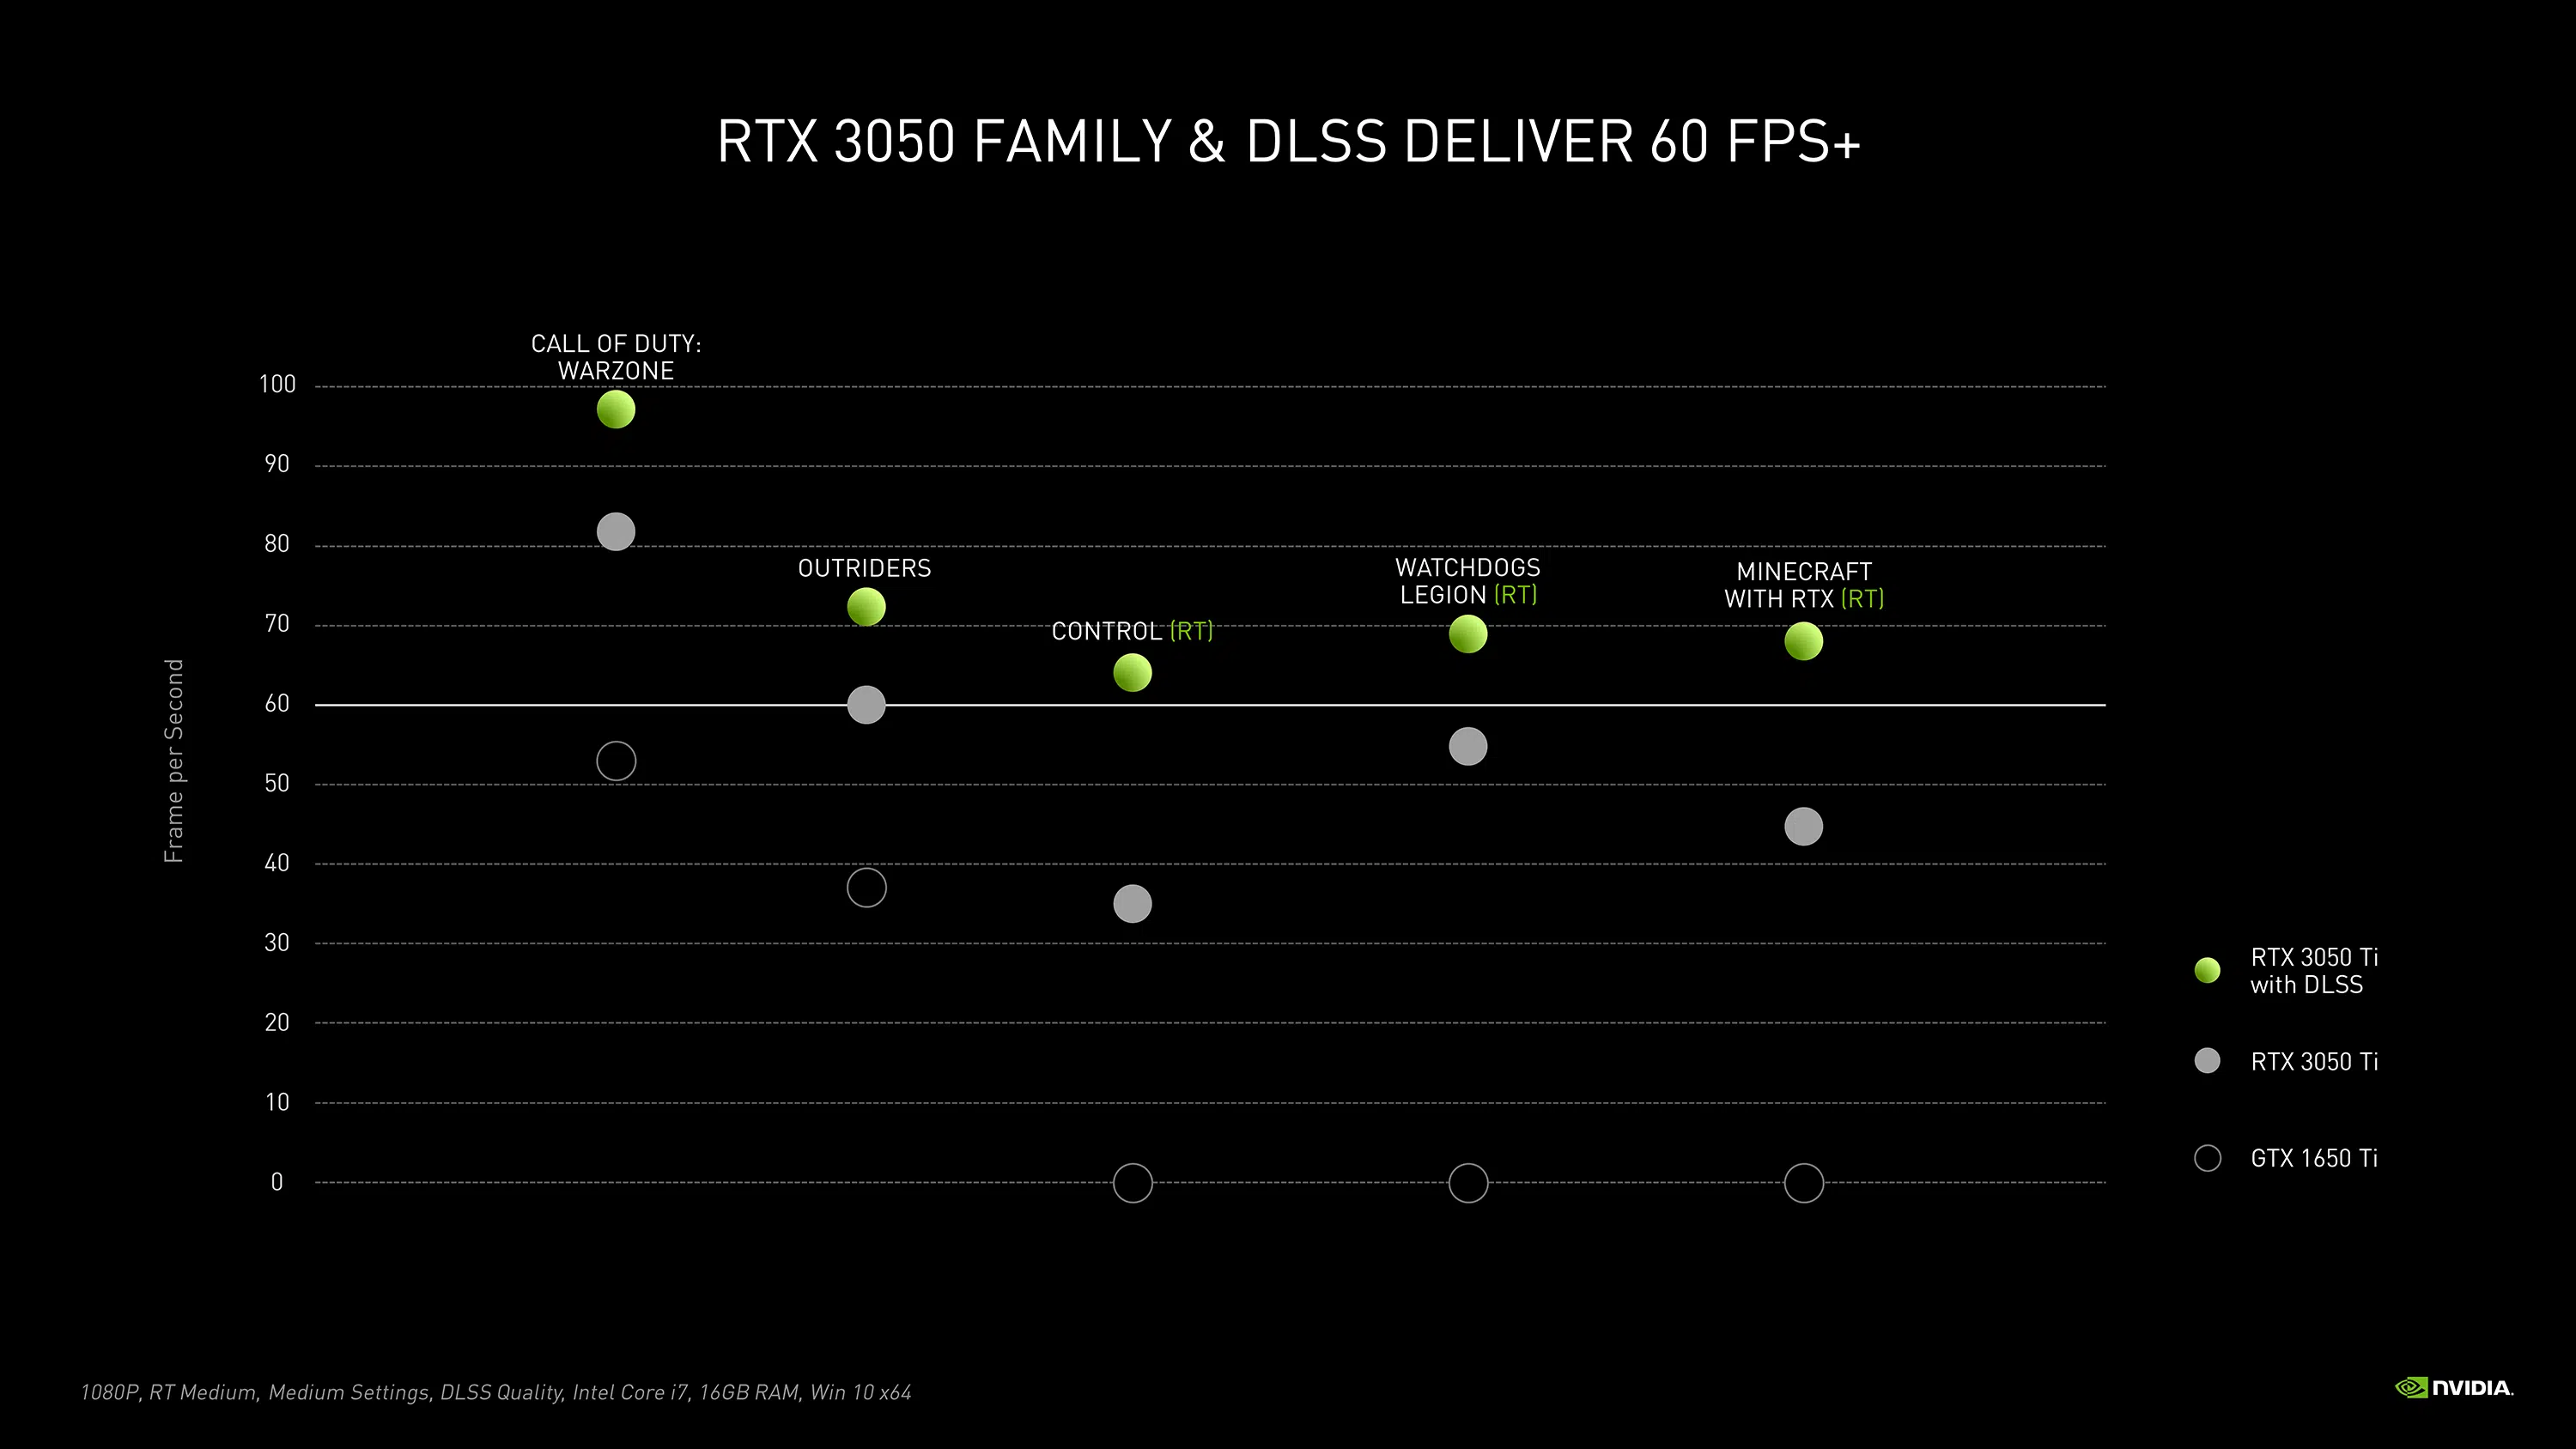 RTX 3050 FAMILY & DLSS DELIVER 60 FPS+
CALL OF DUTY:
WARZONE
100
90
80
OUTRIDERS
WATCHDOGS
LEGION (RT)
MINECRAFT
WITH RTX (RT)
70
CONTROL (RT)
60
50
40
30
20
10
0
Frame per Second
RTX 3050 Ti
with DLSS
RTX 3050 Ti
GTX 1650 Ti
1080P, RT Medium, Medium Settings, DLSS Quality, Intel Core i7, 16GB RAM, Win 10 x64
NVIDIA.